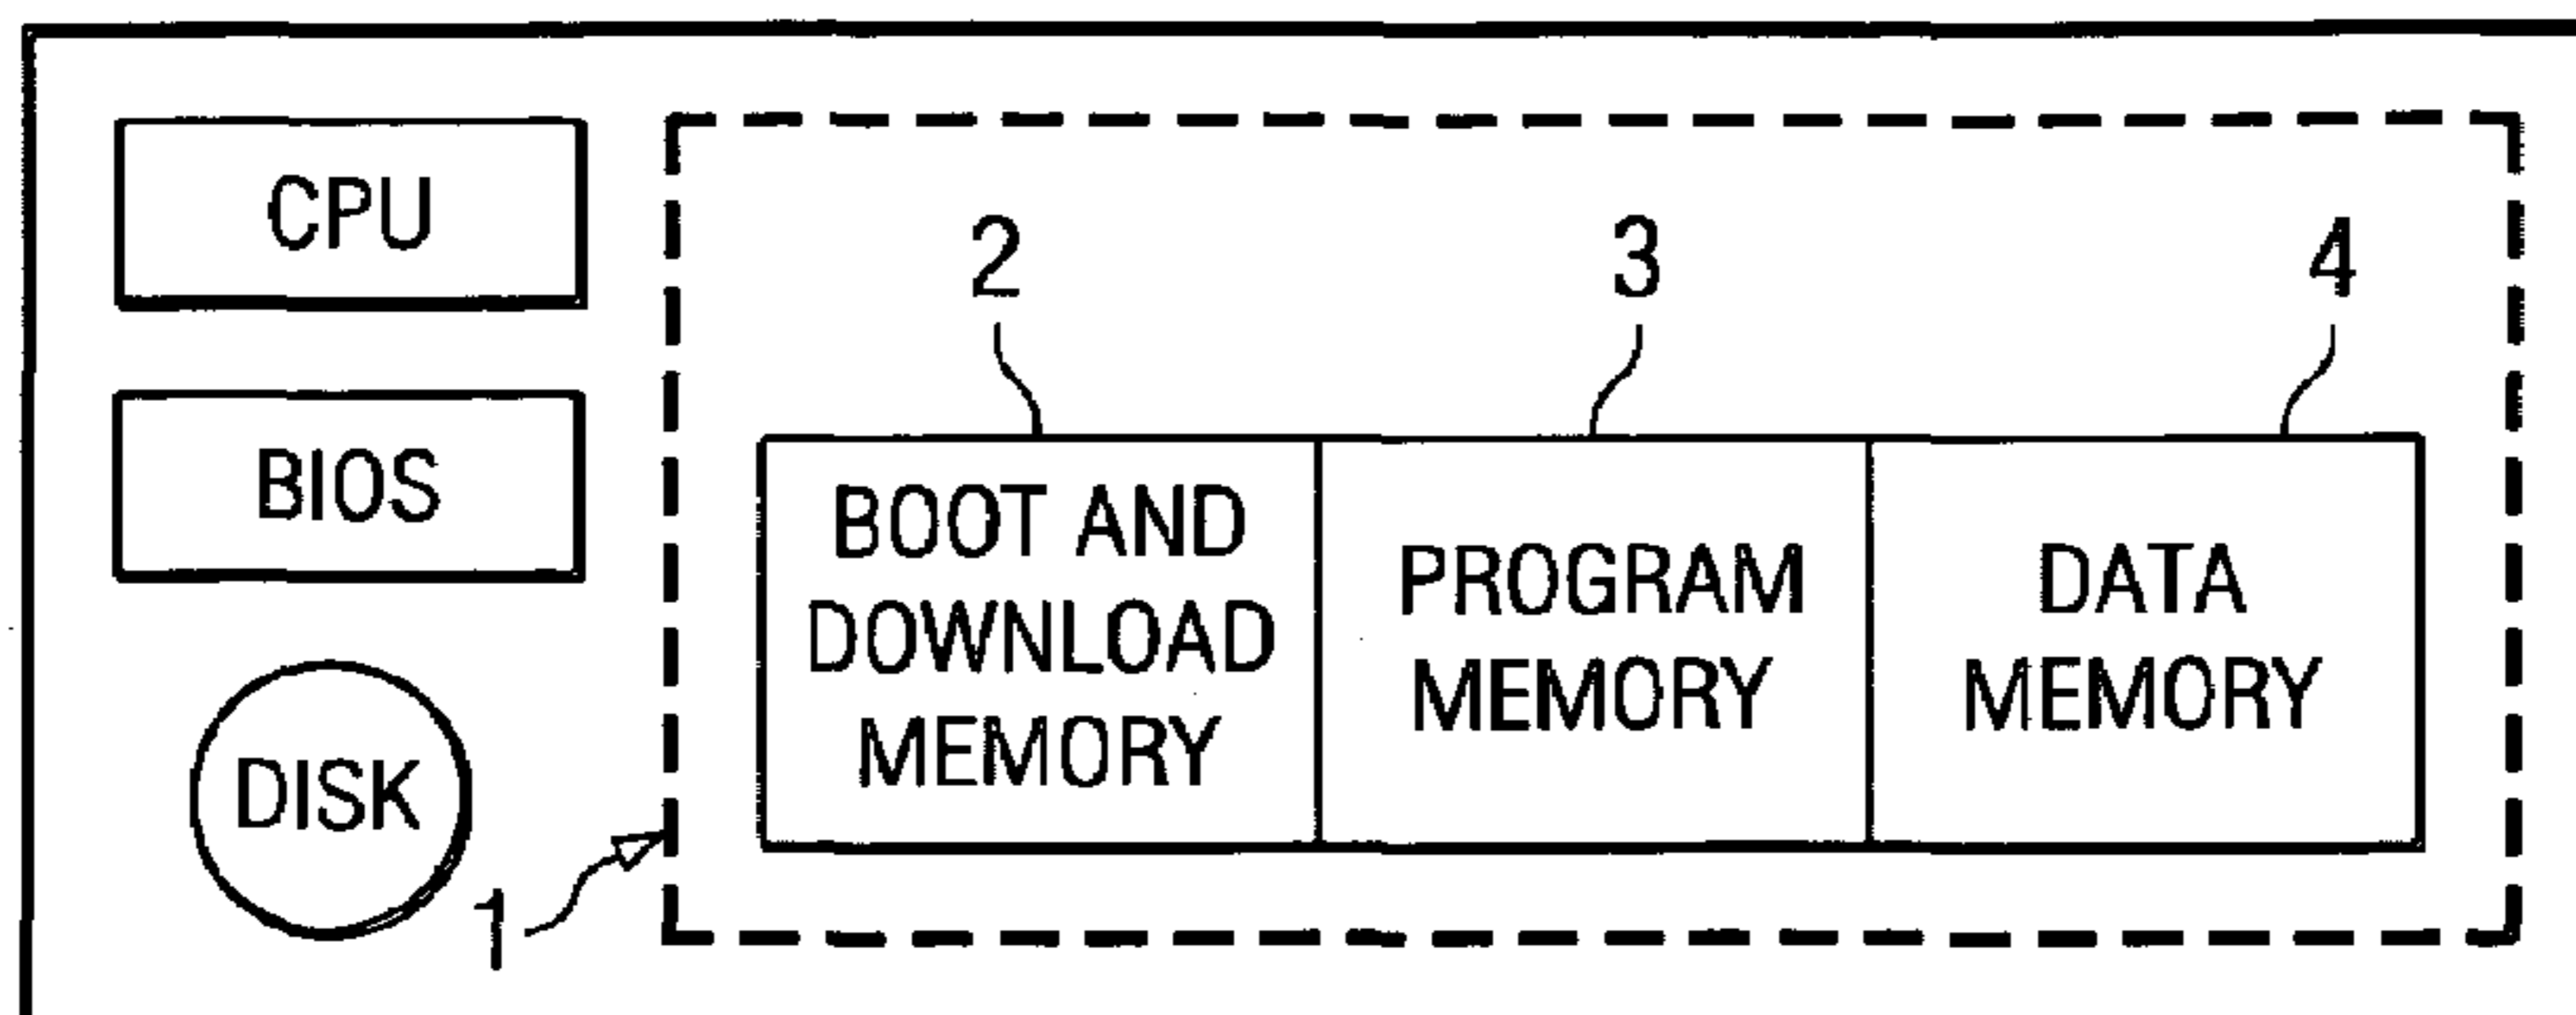 CPU
BIOS
DISK
1
2
3
4
BOOT AND
DOWNLOAD
MEMORY
PROGRAM
MEMORY
DATA
MEMORY